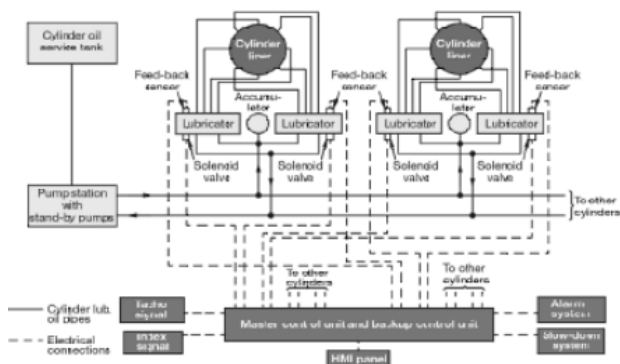 Cylinder oil
service tank
Cylinder
liner
Cylinder
liner
Feed-back
sensor
Accumu-
lator
Feed-back
sensor
Feed-back
sensor
Accumu-
lator
Feed-back
sensor
Lubricator
Lubricator
Lubricator
Lubricator
Solenoid
valve
Solenoid
valve
Solenoid
valve
Solenoid
valve
Pump station
with
stand-by pumps
To other
cylinders
To other
cylinders
To other
cylinders
Cylinder lub.
oil pipes
Electrical
connections
Tacho
signal
Index
signal
Master control unit and backup control unit
Alarm
system
Slow-down
system
HMI panel